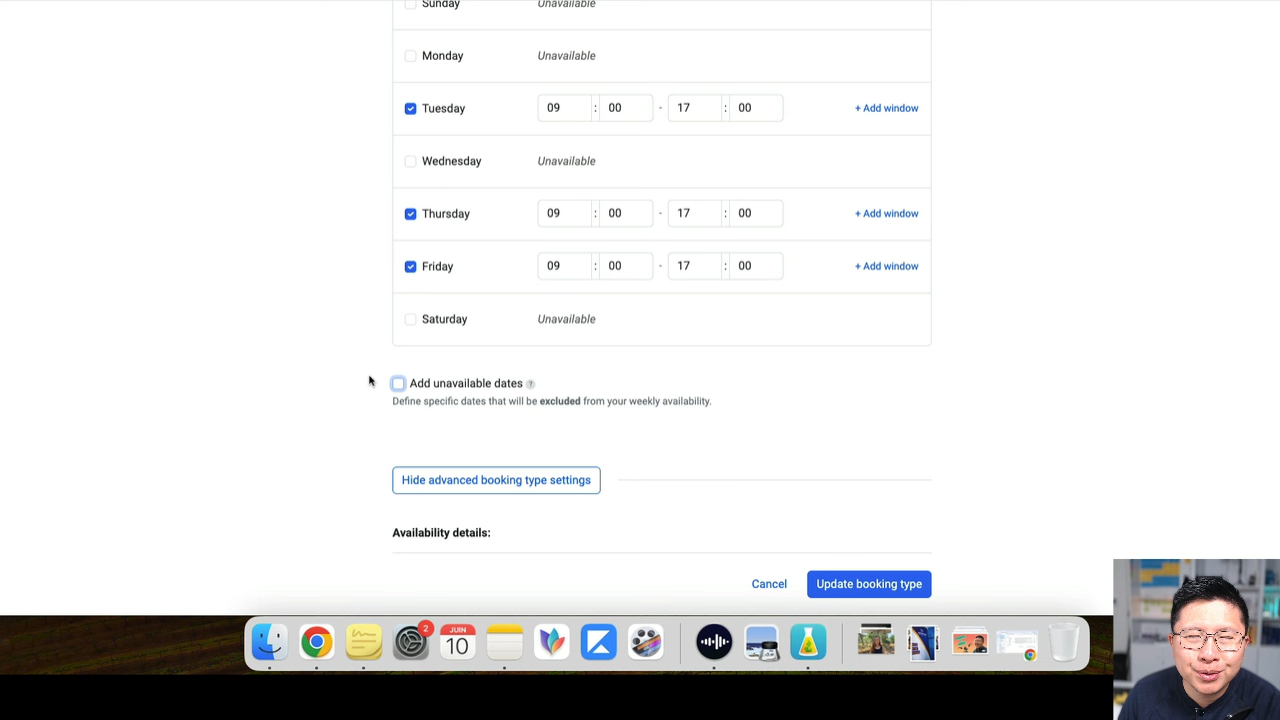 Sunday Unavailable
Monday Unavailable
Tuesday 09 : 00 - 17 : 00 + Add window
Wednesday Unavailable
Thursday 09 : 00 - 17 : 00 + Add window
Friday 09 : 00 - 17 : 00 + Add window
Saturday Unavailable
Add unavailable dates ?
Define specific dates that will be excluded from your weekly availability.
Hide advanced booking type settings
Availability details:
Cancel Update booking type
2
JUIN
10